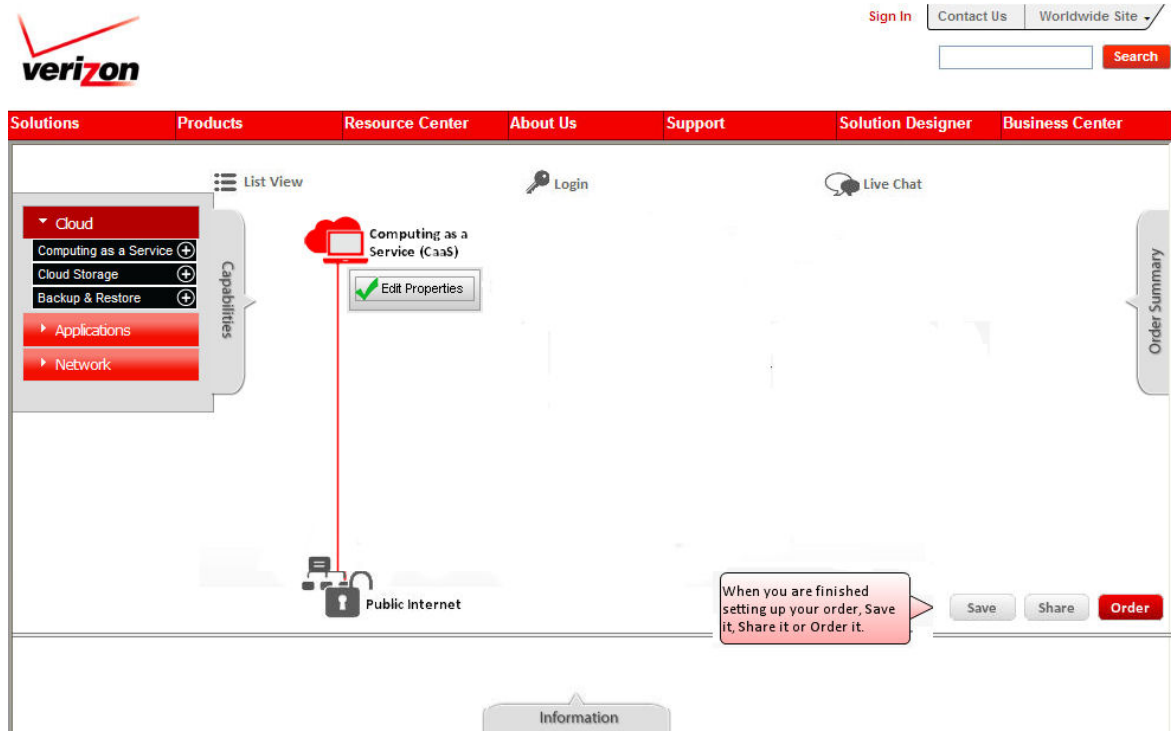 Sign In
Contact Us
Worldwide Site
verizon
Search
Solutions
Products
Resource Center
About Us
Support
Solution Designer
Business Center
List View
Login
Live Chat
Cloud
Computing as a Service
Cloud Storage
Backup & Restore
Applications
Network
Capabilities
Computing as a
Service (CaaS)
Edit Properties
Order Summary
Public Internet
When you are finished
setting up your order, Save
it, Share it or Order it.
Save
Share
Order
Information